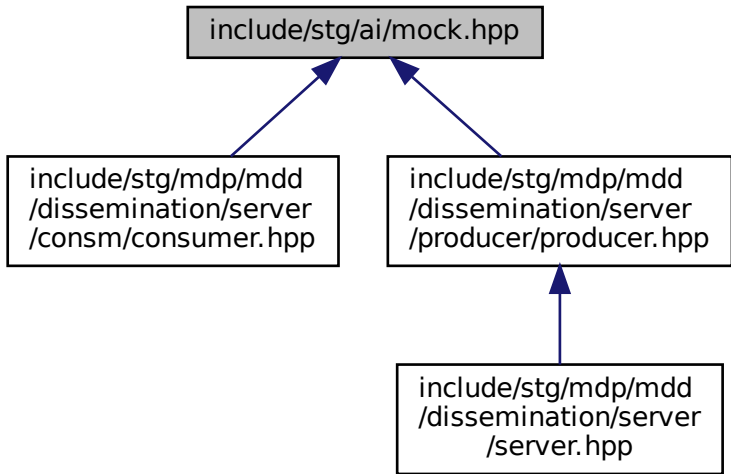 include/stg/ai/mock.hpp
include/stg/mdp/mdd
/dissemination/server
/consm/consumer.hpp
include/stg/mdp/mdd
/dissemination/server
/producer/producer.hpp
include/stg/mdp/mdd
/dissemination/server
/server.hpp